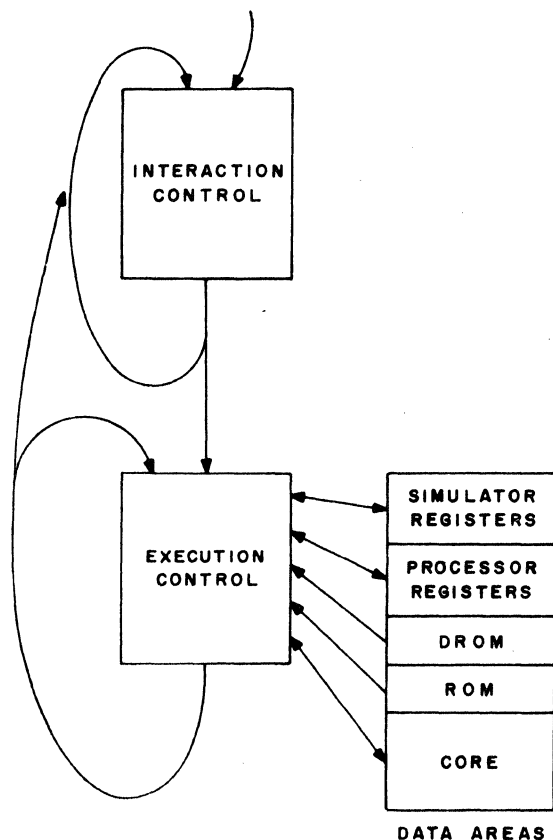 INTERACTION
CONTROL
EXECUTION
CONTROL
SIMULATOR
REGISTERS
PROCESSOR
REGISTERS
DROM
ROM
CORE
DATA AREAS